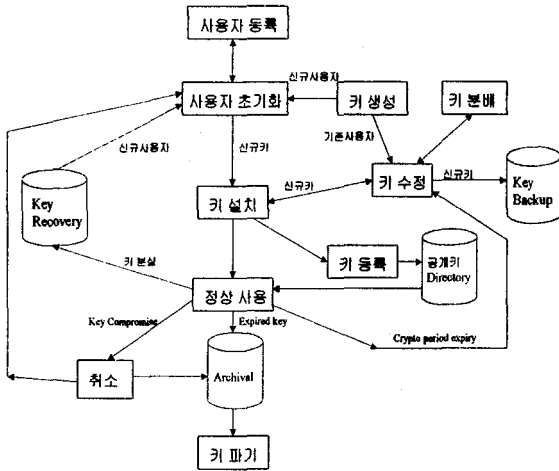 사용자 등록
신규사용자
사용자 초기화
키 생성
키 분배
신규사용자
신규키
기존사용자
Key
Recovery
키 설치
신규키
키 수정
신규키
Key
Backup
키 분실
키 등록
공개키
Directory
정상 사용
Key Compromise
Expired key
Crypto period expiry
취소
Archival
키 파기